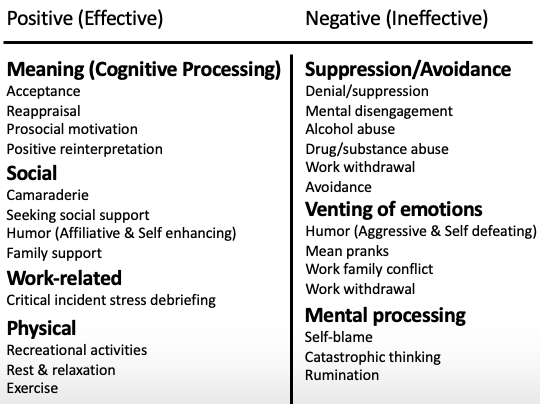 Positive (Effective)
Negative (Ineffective)
Meaning (Cognitive Processing)
Acceptance
Reappraisal
Prosocial motivation
Positive reinterpretation
Social
Camaraderie
Seeking social support
Humor (Affiliative & Self enhancing)
Family support
Work-related
Critical incident stress debriefing
Physical
Recreational activities
Rest & relaxation
Exercise
Suppression/Avoidance
Denial/suppression
Mental disengagement
Alcohol abuse
Drug/substance abuse
Work withdrawal
Avoidance
Venting of emotions
Humor (Aggressive & Self defeating)
Mean pranks
Work family conflict
Work withdrawal
Mental processing
Self-blame
Catastrophic thinking
Rumination